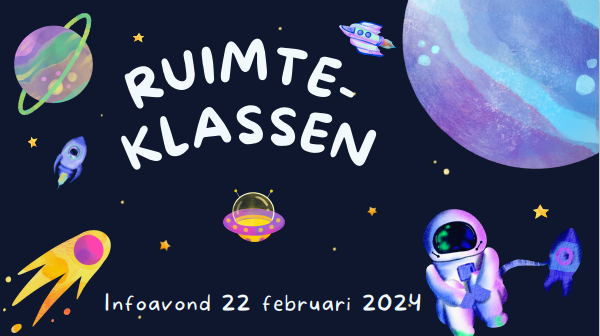 RUIMTE-
KLASSEN
Infoavond 22 februari 2024